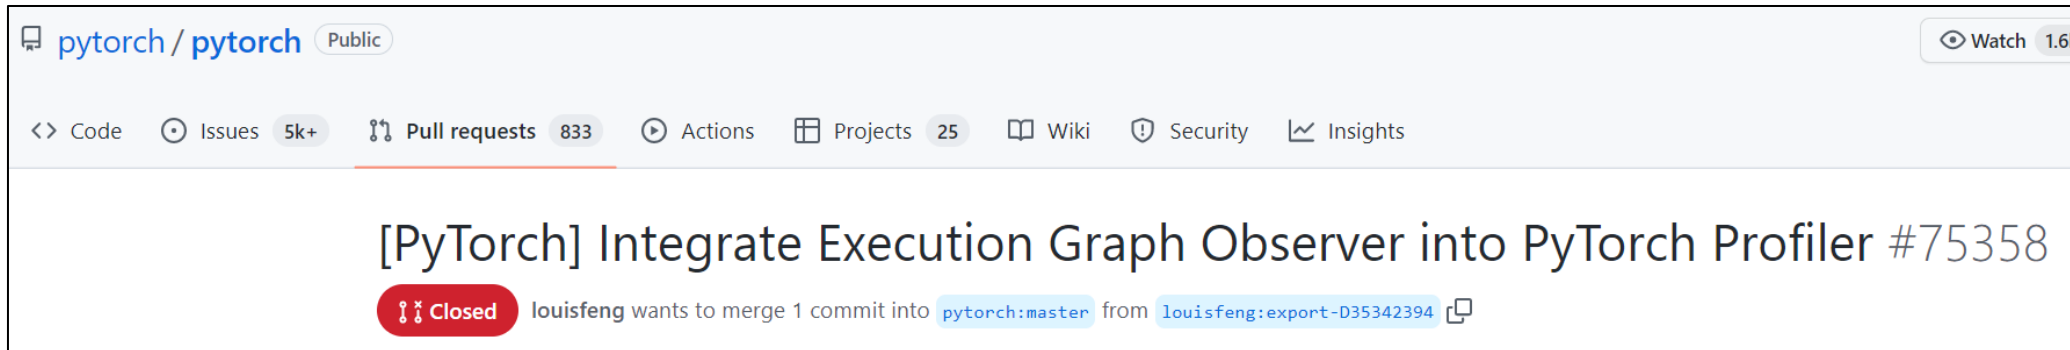 pytorch / pytorch Public Watch 1.6
Code Issues 5k+ Pull requests 833 Actions Projects 25 Wiki Security Insights
[PyTorch] Integrate Execution Graph Observer into PyTorch Profiler #75358
Closed louisfeng wants to merge 1 commit into pytorch:master from louisfeng:export-D35342394